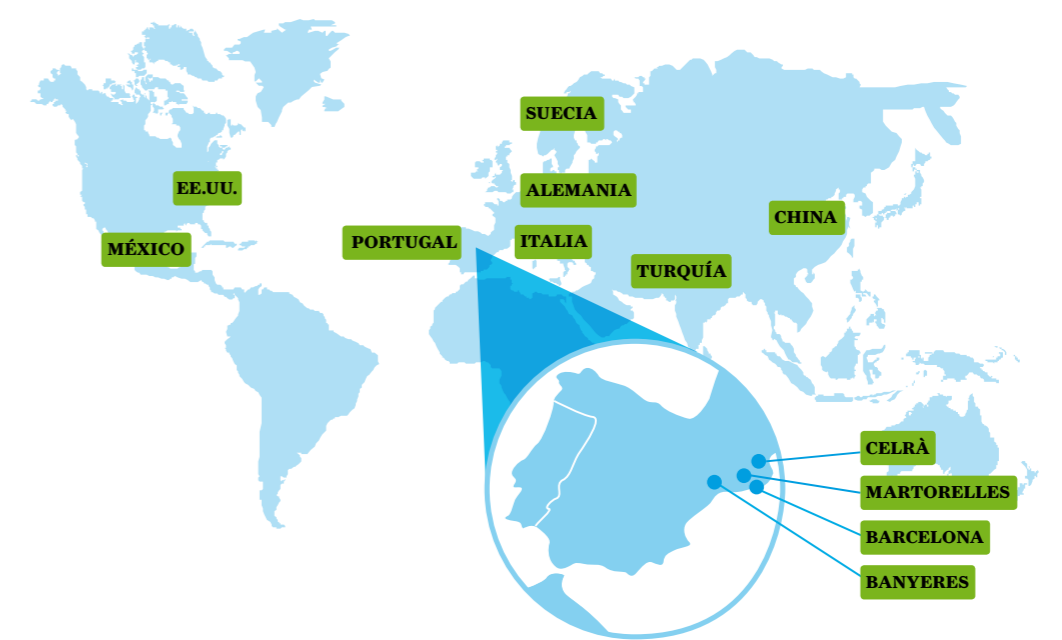 SUECIA
EE.UU.
ALEMANIA
CHINA
MÉXICO
PORTUGAL
ITALIA
TURQUÍA
CELRÀ
MARTORELLES
BARCELONA
BANYERES